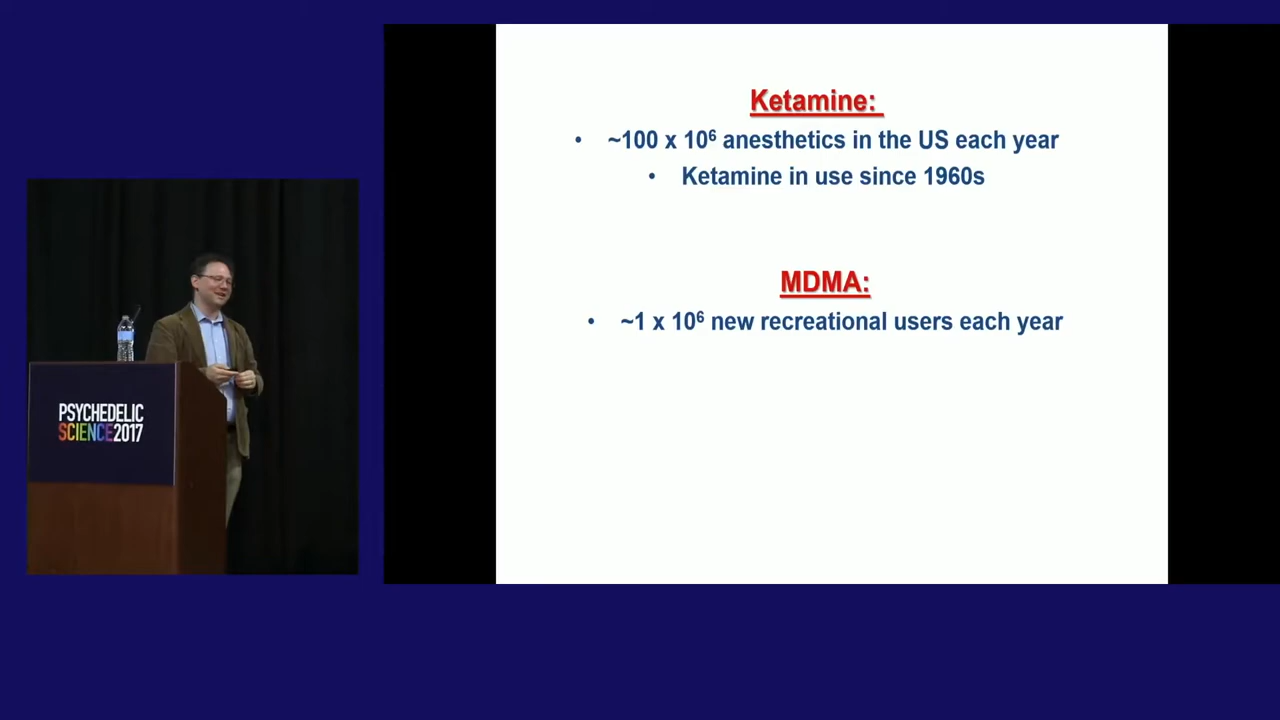 Ketamine:
• ~100 x 10⁶ anesthetics in the US each year
• Ketamine in use since 1960s
MDMA:
• ~1 x 10⁶ new recreational users each year
PSYCHEDELIC
SCIENCE2017